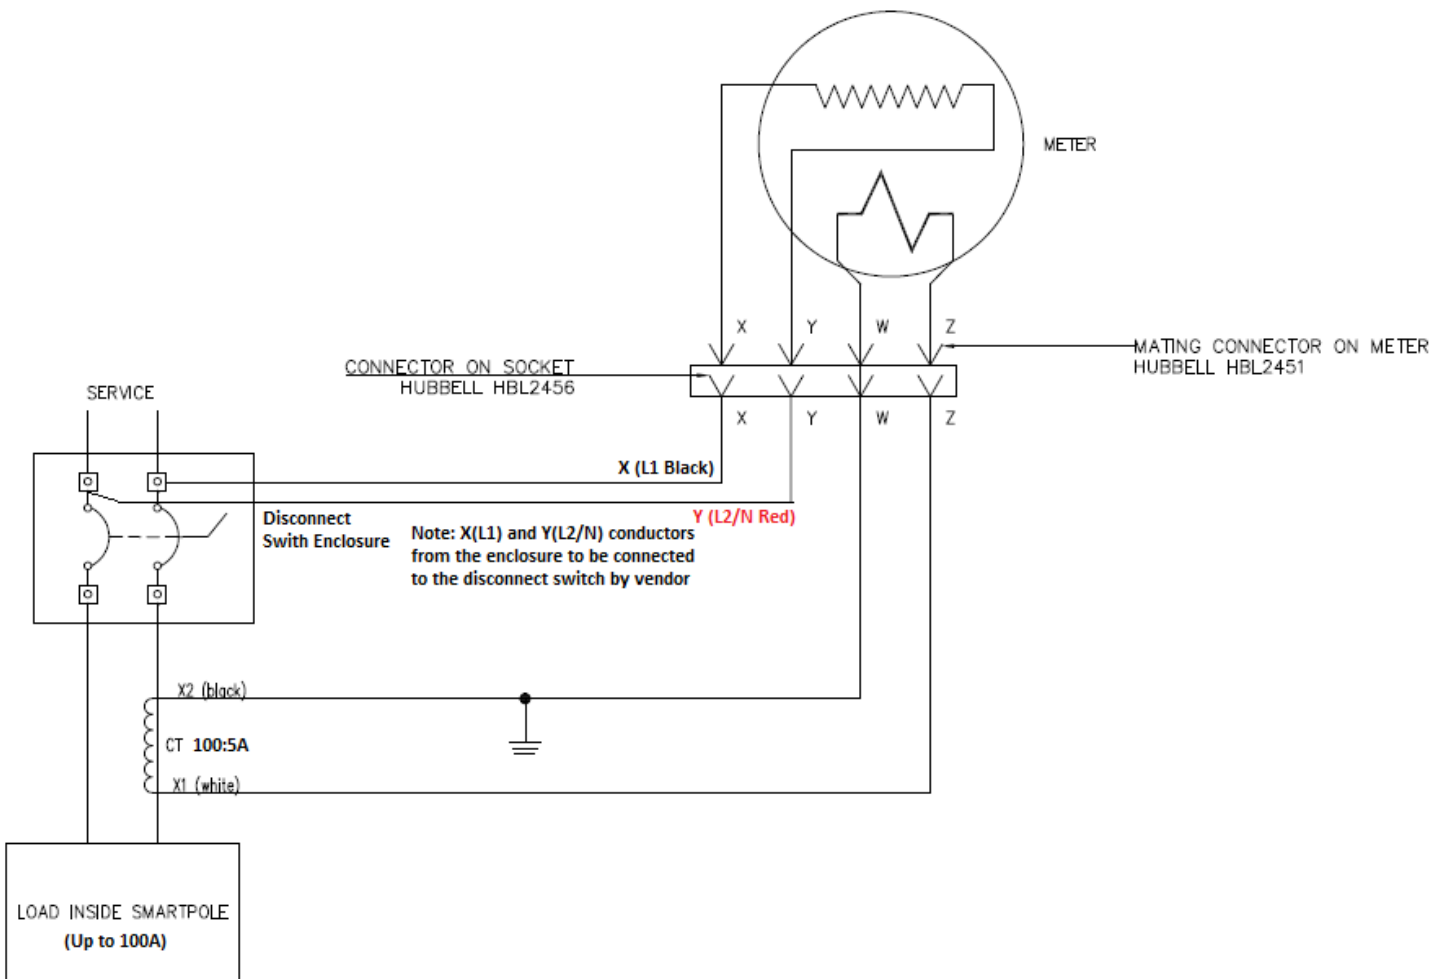 METER
X Y W Z
MATING CONNECTOR ON METER
HUBBELL HBL2451
CONNECTOR ON SOCKET
HUBBELL HBL2456
SERVICE
X Y W Z
X (L1 Black)
Y (L2/N Red)
Disconnect
Swith Enclosure
Note: X(L1) and Y(L2/N) conductors
from the enclosure to be connected
to the disconnect switch by vendor
X2 (black)
CT 100:5A
X1 (white)
LOAD INSIDE SMARTPOLE
(Up to 100A)